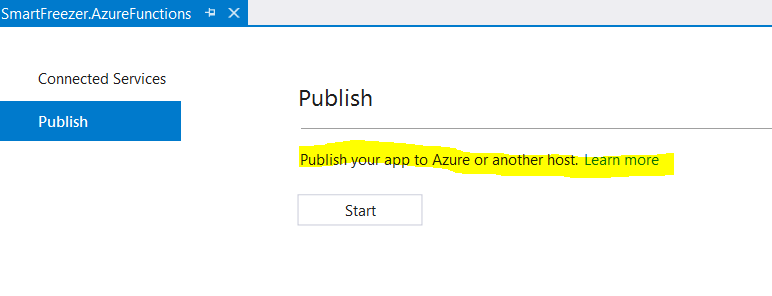 SmartFreezer.AzureFunctions
Connected Services
Publish
Publish
Publish your app to Azure or another host. Learn more
Start